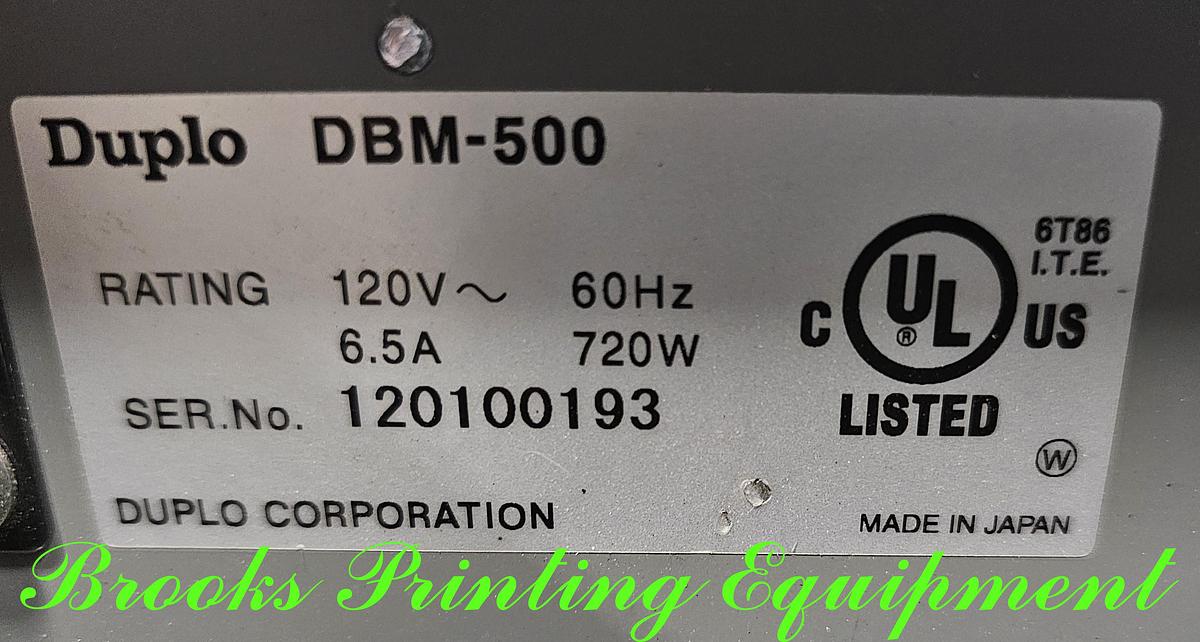 Duplo DBM-500
RATING 120V~ 60Hz
6.5A 720W
SER.No. 120100193
DUPLO CORPORATION
6T86
I.T.E.
C UL® US
LISTED
W
MADE IN JAPAN
Brooks Printing Equipment